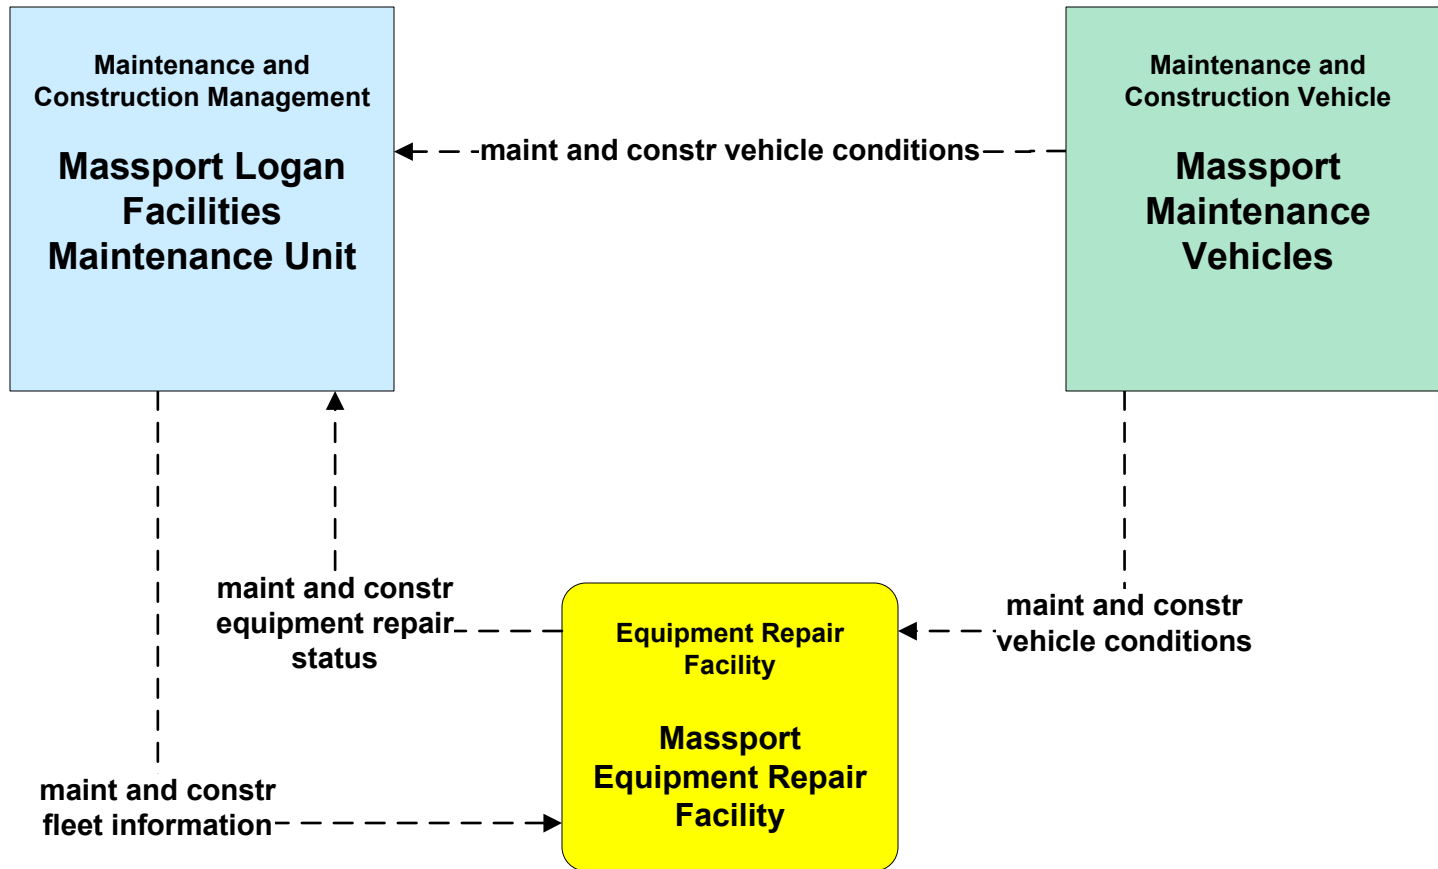 Maintenance and
Construction Management
Massport Logan
Facilities
Maintenance Unit
maint and constr vehicle conditions
Maintenance and
Construction Vehicle
Massport
Maintenance
Vehicles
maint and constr
equipment repair
status
maint and constr
vehicle conditions
Equipment Repair
Facility
Massport
Equipment Repair
Facility
maint and constr
fleet information